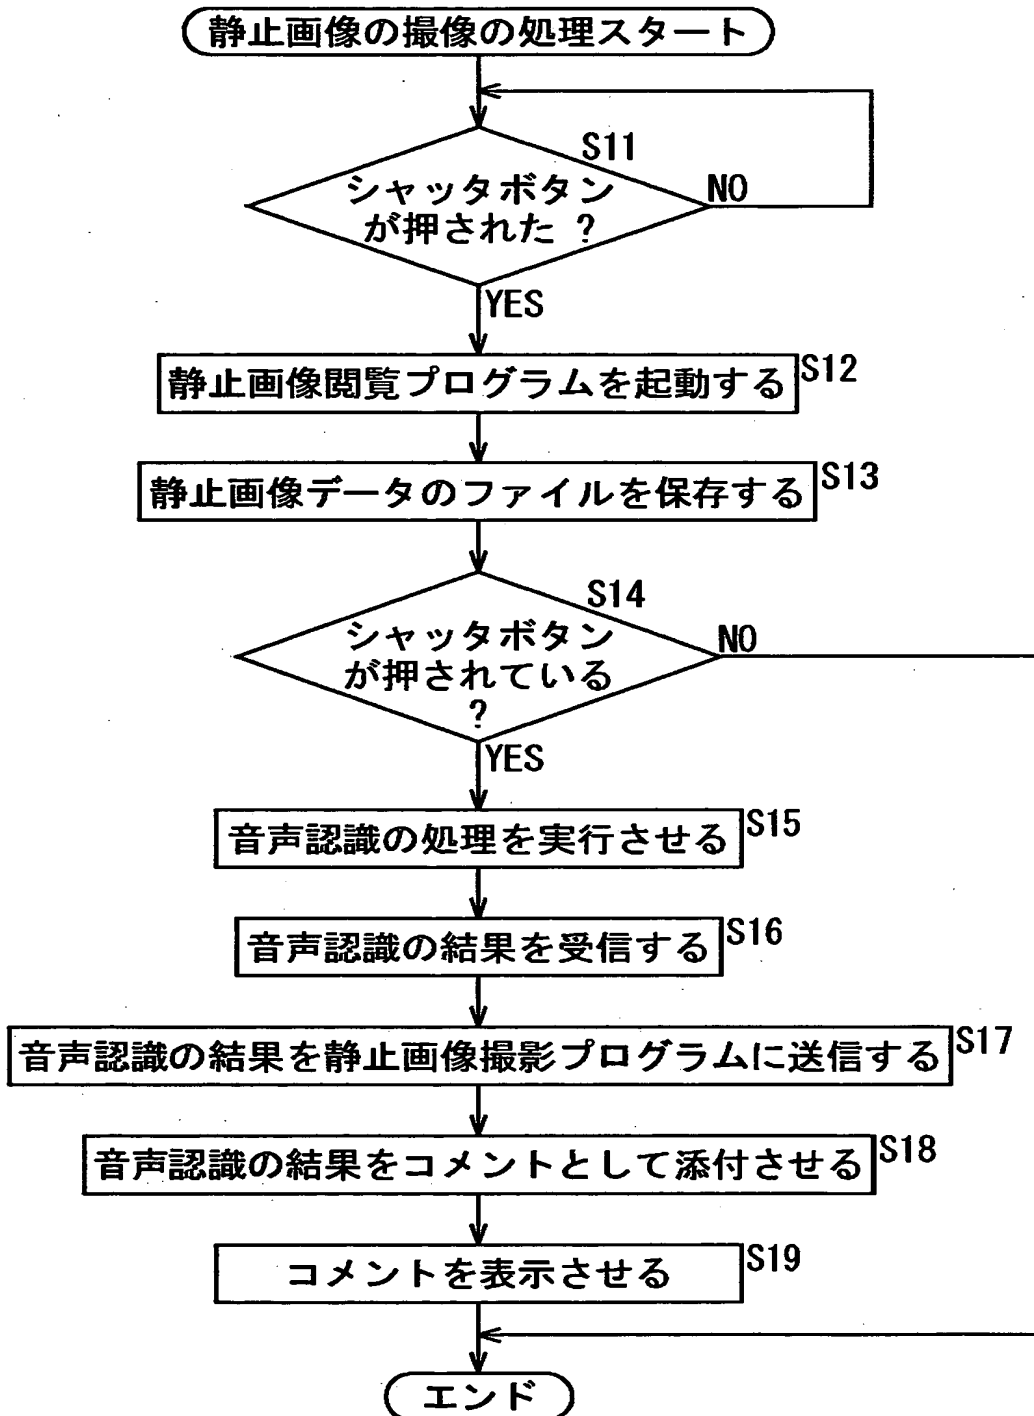 静止画像の撮像の処理スタート
S11
シャッタボタン
が押された ?
NO
YES
静止画像閲覧プログラムを起動する
S12
静止画像データのファイルを保存する
S13
S14
シャッタボタン
が押されている
?
NO
YES
音声認識の処理を実行させる
S15
音声認識の結果を受信する
S16
音声認識の結果を静止画像撮影プログラムに送信する
S17
音声認識の結果をコメントとして添付させる
S18
コメントを表示させる
S19
エンド